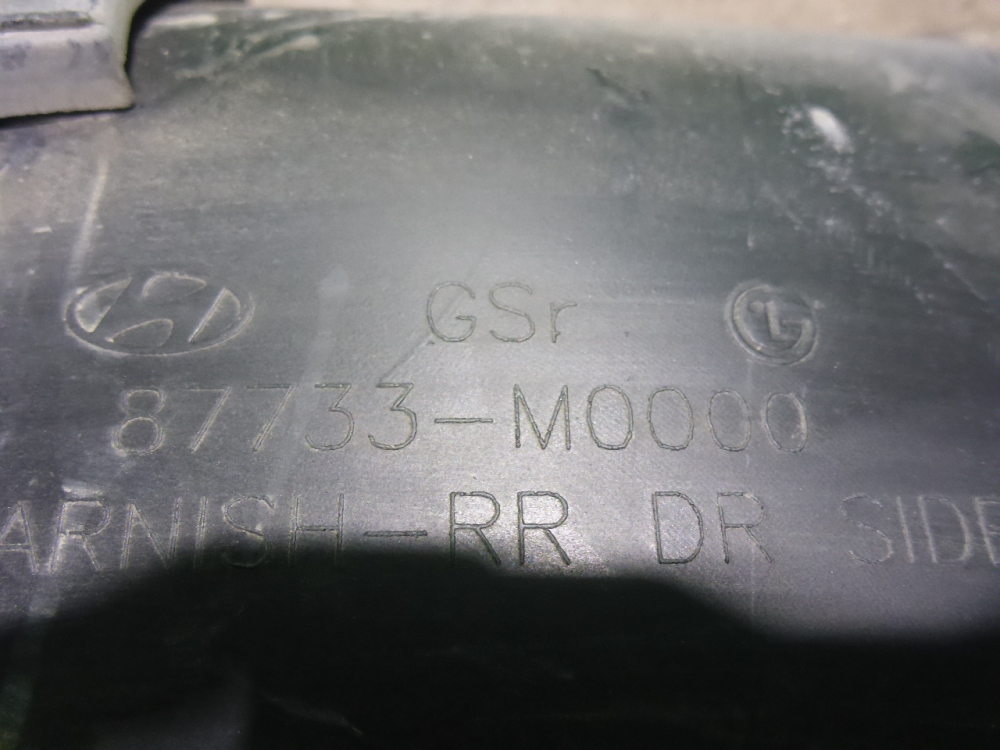 GSr
87733-M0000
ARNISH-RR DR SIDE